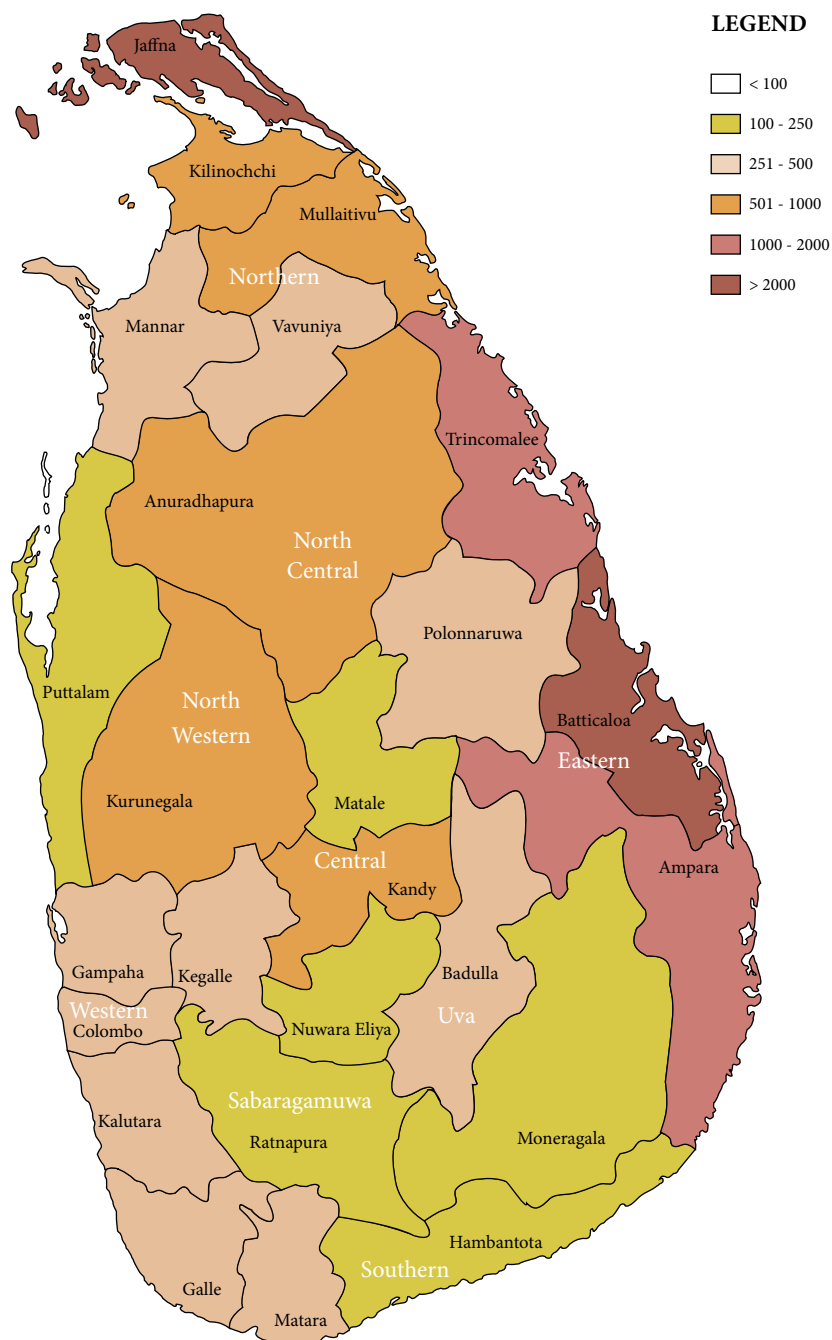 LEGEND
< 100
100 - 250
251 - 500
501 - 1000
1000 - 2000
> 2000
Jaffna
Kilinochchi
Mullaitivu
Northern
Mannar
Vavuniya
Trincomalee
Anuradhapura
North
Central
Polonnaruwa
Puttalam
North
Western
Batticaloa
Eastern
Kurunegala
Matale
Central
Kandy
Ampara
Gampaha
Kegalle
Badulla
Western
Colombo
Nuwara Eliya
Uva
Sabaragamuwa
Kalutara
Ratnapura
Moneragala
Hambantota
Southern
Galle
Matara